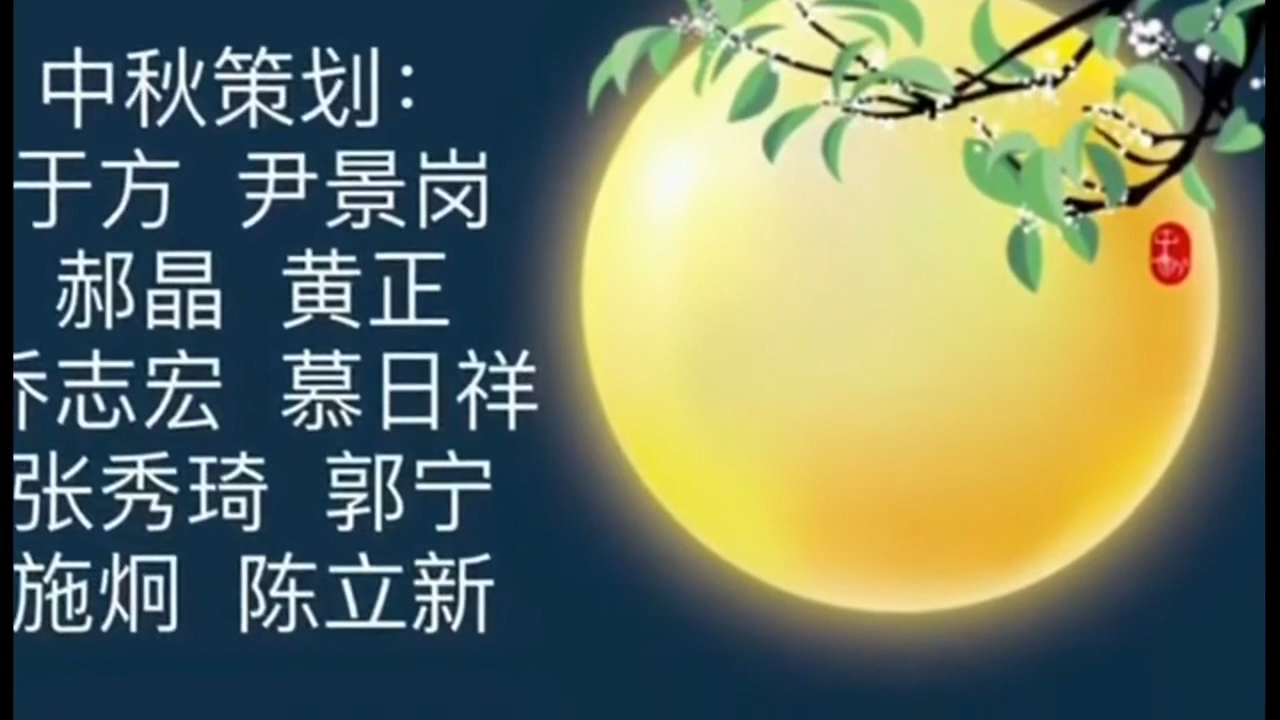 中秋策划：
于方 尹景岗
郝晶 黄正
乔志宏 慕日祥
张秀琦 郭宁
施炯 陈立新